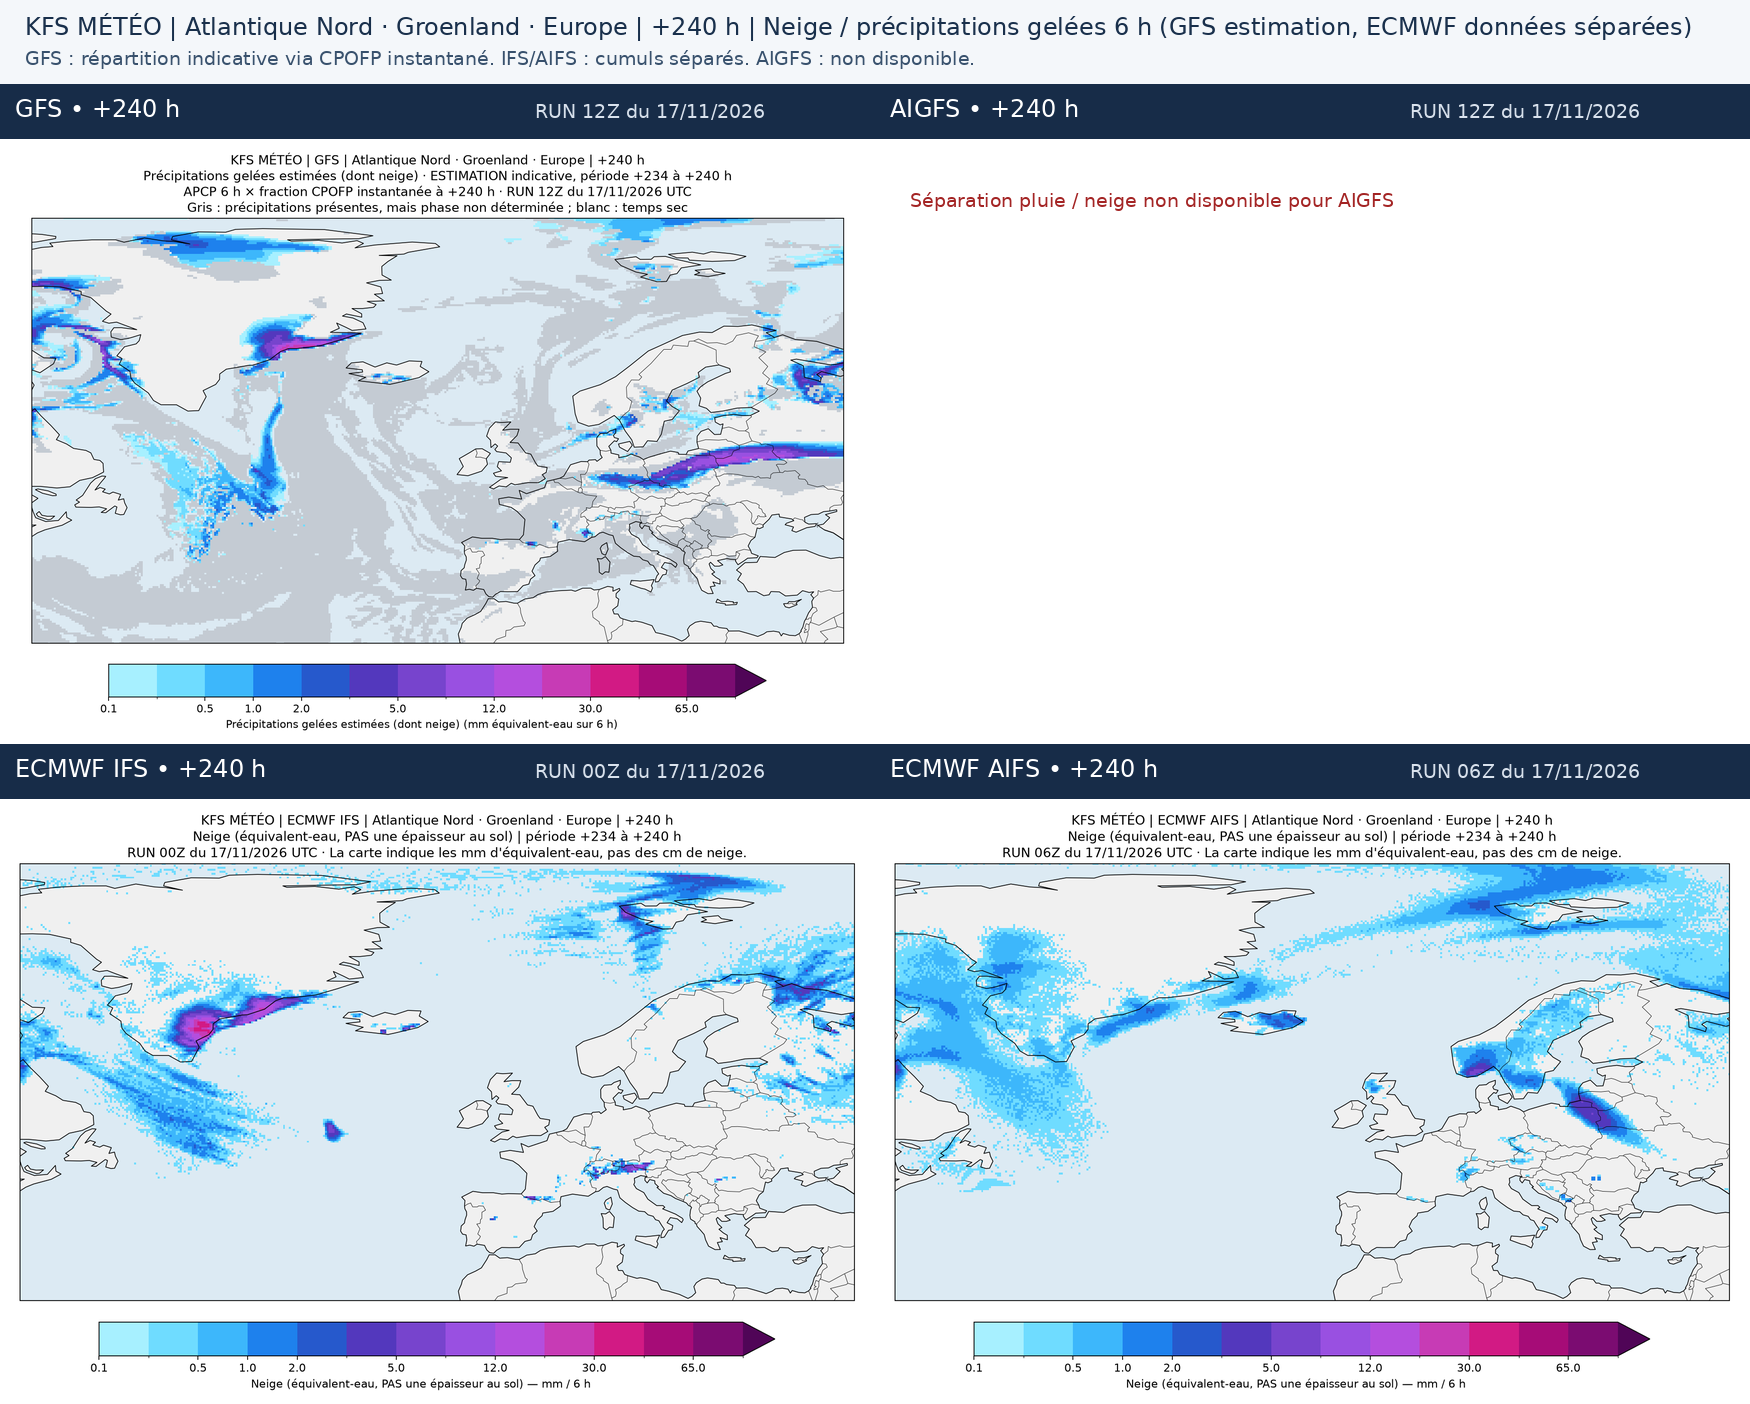 KFS MÉTÉO | Atlantique Nord · Groenland · Europe | +240 h | Neige / précipitations gelées 6 h (GFS estimation, ECMWF données séparées)
GFS : répartition indicative via CPOFP instantané. IFS/AIFS : cumuls séparés. AIGFS : non disponible.
GFS • +240 h
RUN 12Z du 17/11/2026
AIGFS • +240 h
RUN 12Z du 17/11/2026
KFS MÉTÉO | GFS | Atlantique Nord · Groenland · Europe | +240 h
Précipitations gelées estimées (dont neige) · ESTIMATION indicative, période +234 à +240 h
APCP 6 h × fraction CPOFP instantanée à +240 h · RUN 12Z du 17/11/2026 UTC
Gris : précipitations présentes, mais phase non déterminée ; blanc : temps sec
Séparation pluie / neige non disponible pour AIGFS
0.1 0.5 1.0 2.0 5.0 12.0 30.0 65.0
Précipitations gelées estimées (dont neige) (mm équivalent-eau sur 6 h)
ECMWF IFS • +240 h
RUN 00Z du 17/11/2026
ECMWF AIFS • +240 h
RUN 06Z du 17/11/2026
KFS MÉTÉO | ECMWF IFS | Atlantique Nord · Groenland · Europe | +240 h
Neige (équivalent-eau, PAS une épaisseur au sol) | période +234 à +240 h
RUN 00Z du 17/11/2026 UTC · La carte indique les mm d'équivalent-eau, pas des cm de neige.
KFS MÉTÉO | ECMWF AIFS | Atlantique Nord · Groenland · Europe | +240 h
Neige (équivalent-eau, PAS une épaisseur au sol) | période +234 à +240 h
RUN 06Z du 17/11/2026 UTC · La carte indique les mm d'équivalent-eau, pas des cm de neige.
0.1 0.5 1.0 2.0 5.0 12.0 30.0 65.0
Neige (équivalent-eau, PAS une épaisseur au sol) — mm / 6 h
0.1 0.5 1.0 2.0 5.0 12.0 30.0 65.0
Neige (équivalent-eau, PAS une épaisseur au sol) — mm / 6 h